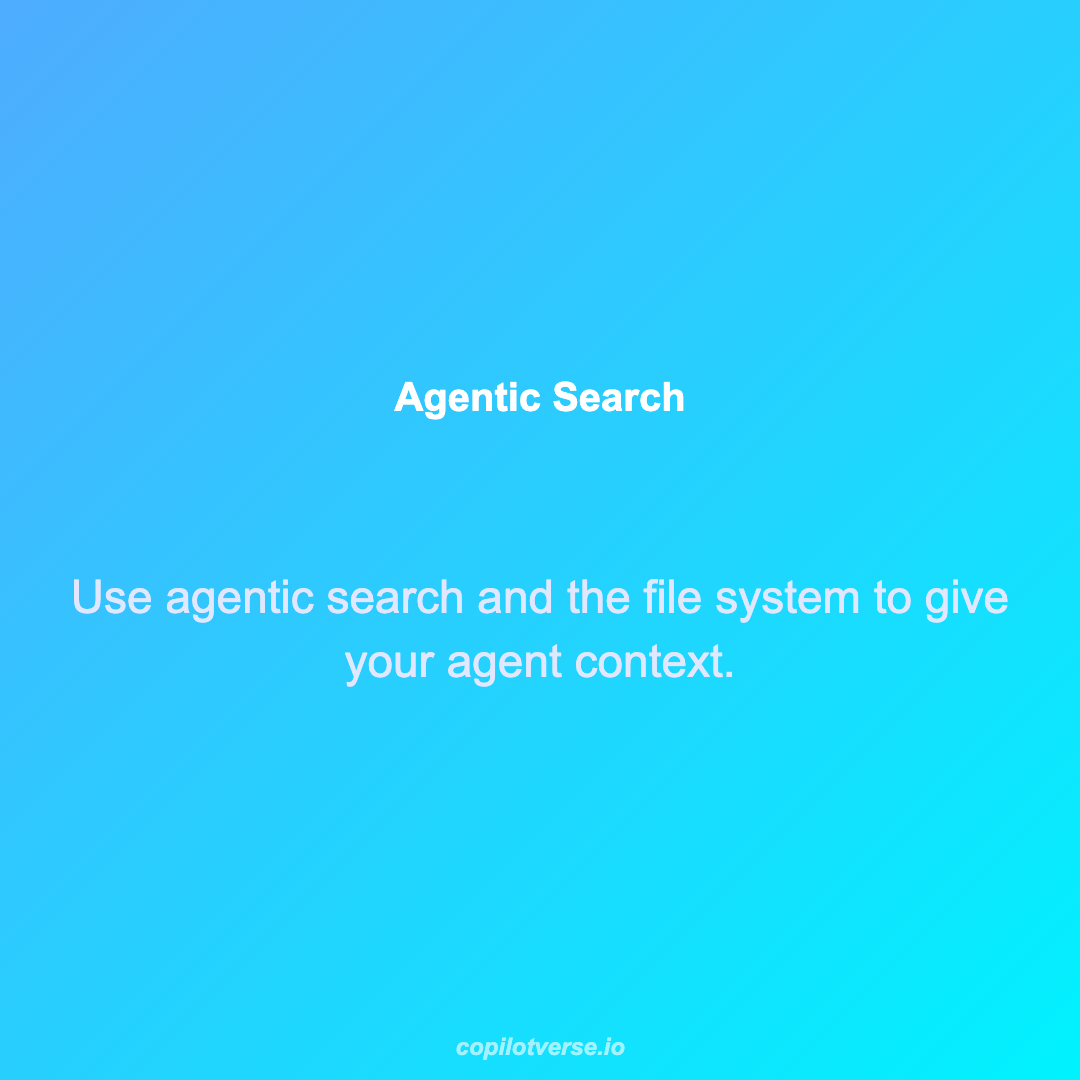 Agentic Search
Use agentic search and the file system to give
your agent context.
copilotverse.io